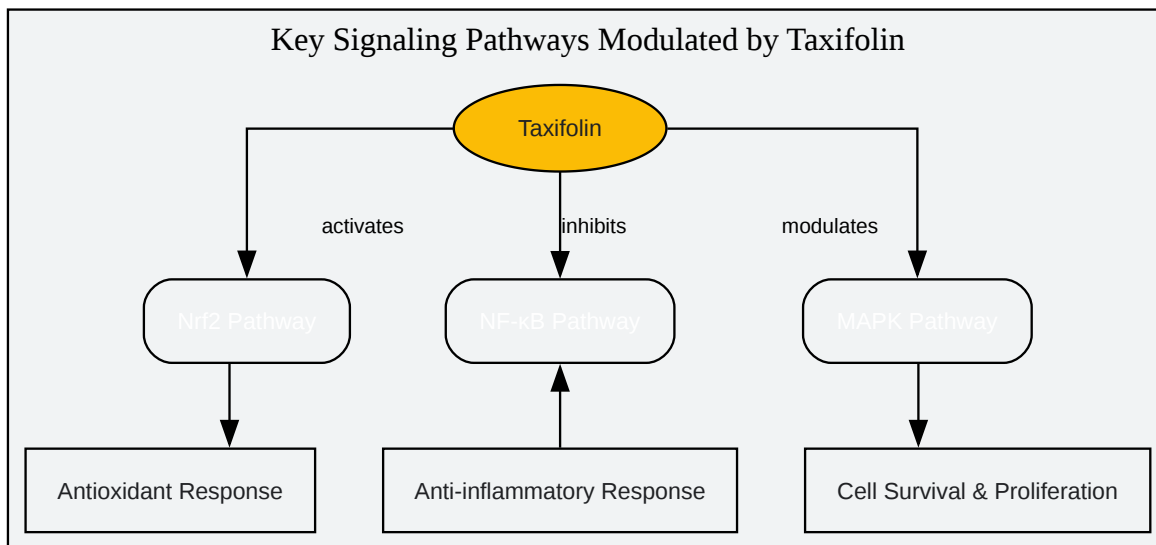 Key Signaling Pathways Modulated by Taxifolin
Taxifolin
activates
inhibits
modulates
Nrf2 Pathway
NF-κB Pathway
MAPK Pathway
Antioxidant Response
Anti-inflammatory Response
Cell Survival & Proliferation